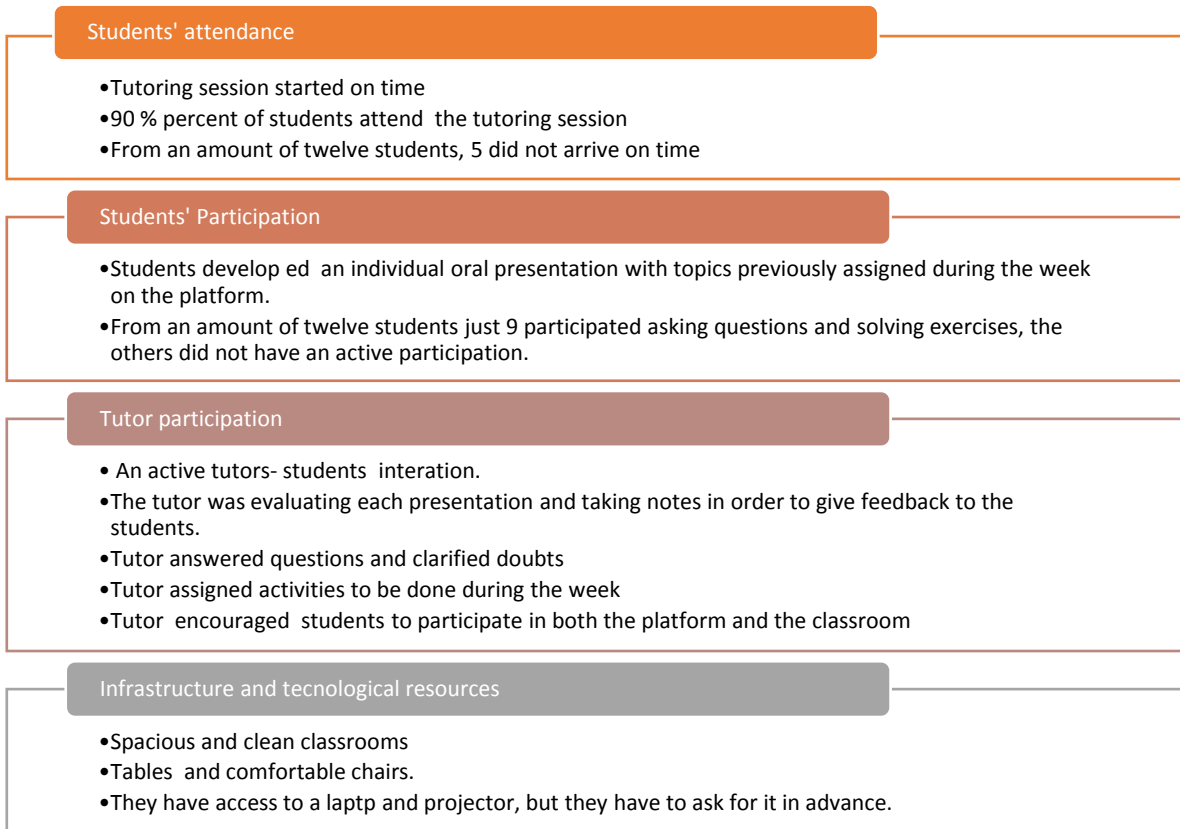 Students' attendance
•Tutoring session started on time
•90 % percent of students attend  the tutoring session
•From an amount of twelve students, 5 did not arrive on time
Students' Participation
•Students develop ed  an individual oral presentation with topics previously assigned during the week
on the platform.
•From an amount of twelve students just 9 participated asking questions and solving exercises, the
others did not have an active participation.
Tutor participation
• An active tutors- students  interation.
•The tutor was evaluating each presentation and taking notes in order to give feedback to the
students.
•Tutor answered questions and clarified doubts
•Tutor assigned activities to be done during the week
•Tutor  encouraged  students to participate in both the platform and the classroom
Infrastructure and tecnological resources
•Spacious and clean classrooms
•Tables  and comfortable chairs.
•They have access to a laptp and projector, but they have to ask for it in advance.